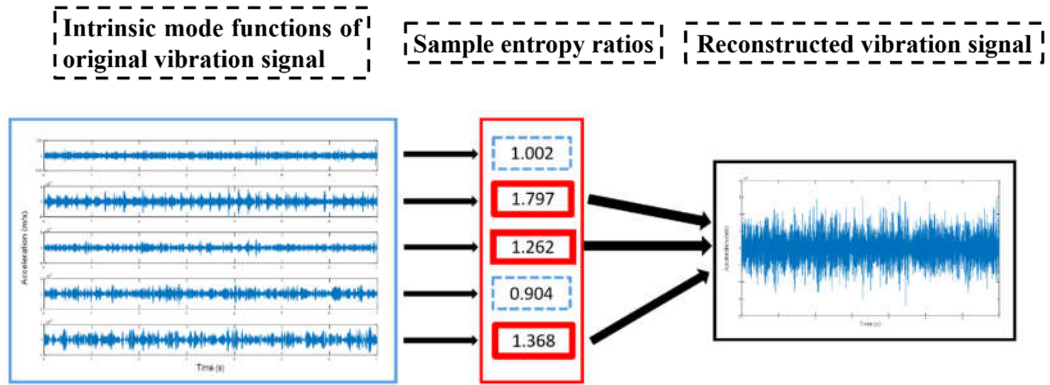 Intrinsic mode functions of
original vibration signal
Sample entropy ratios
Reconstructed vibration signal
1.002
1.797
1.262
0.904
1.368
Acceleration (m/s)
Time (s)
Time (s)